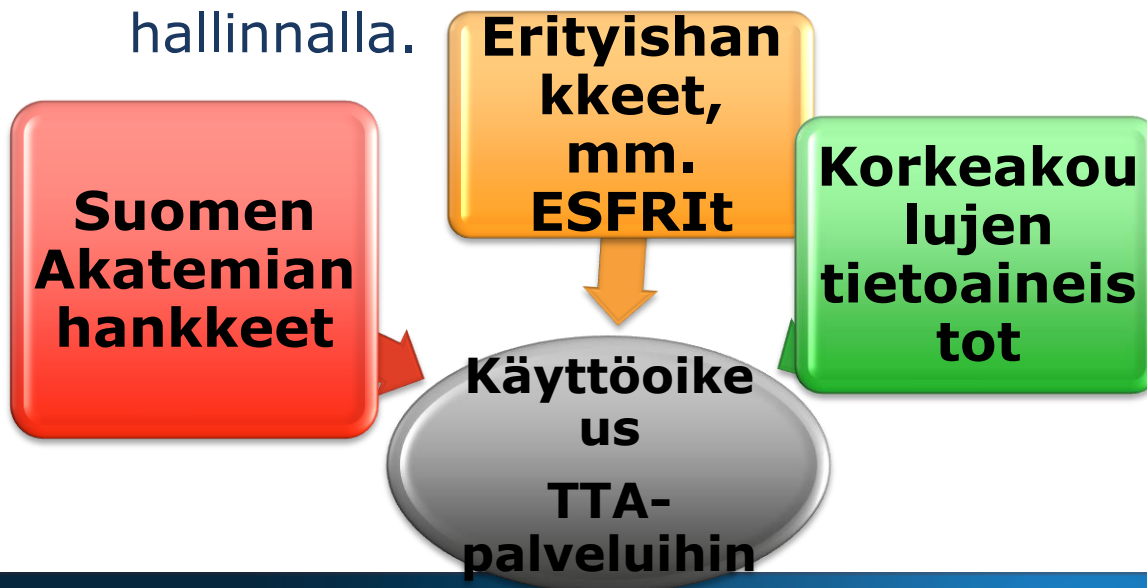 hallinnalla.
Erityishan
kkeet,
mm.
ESFRIt
Suomen
Akatemian
hankkeet
Korkeakou
lujen
tietoaineis
tot
Käyttöoike
us
TTA-
palveluihin